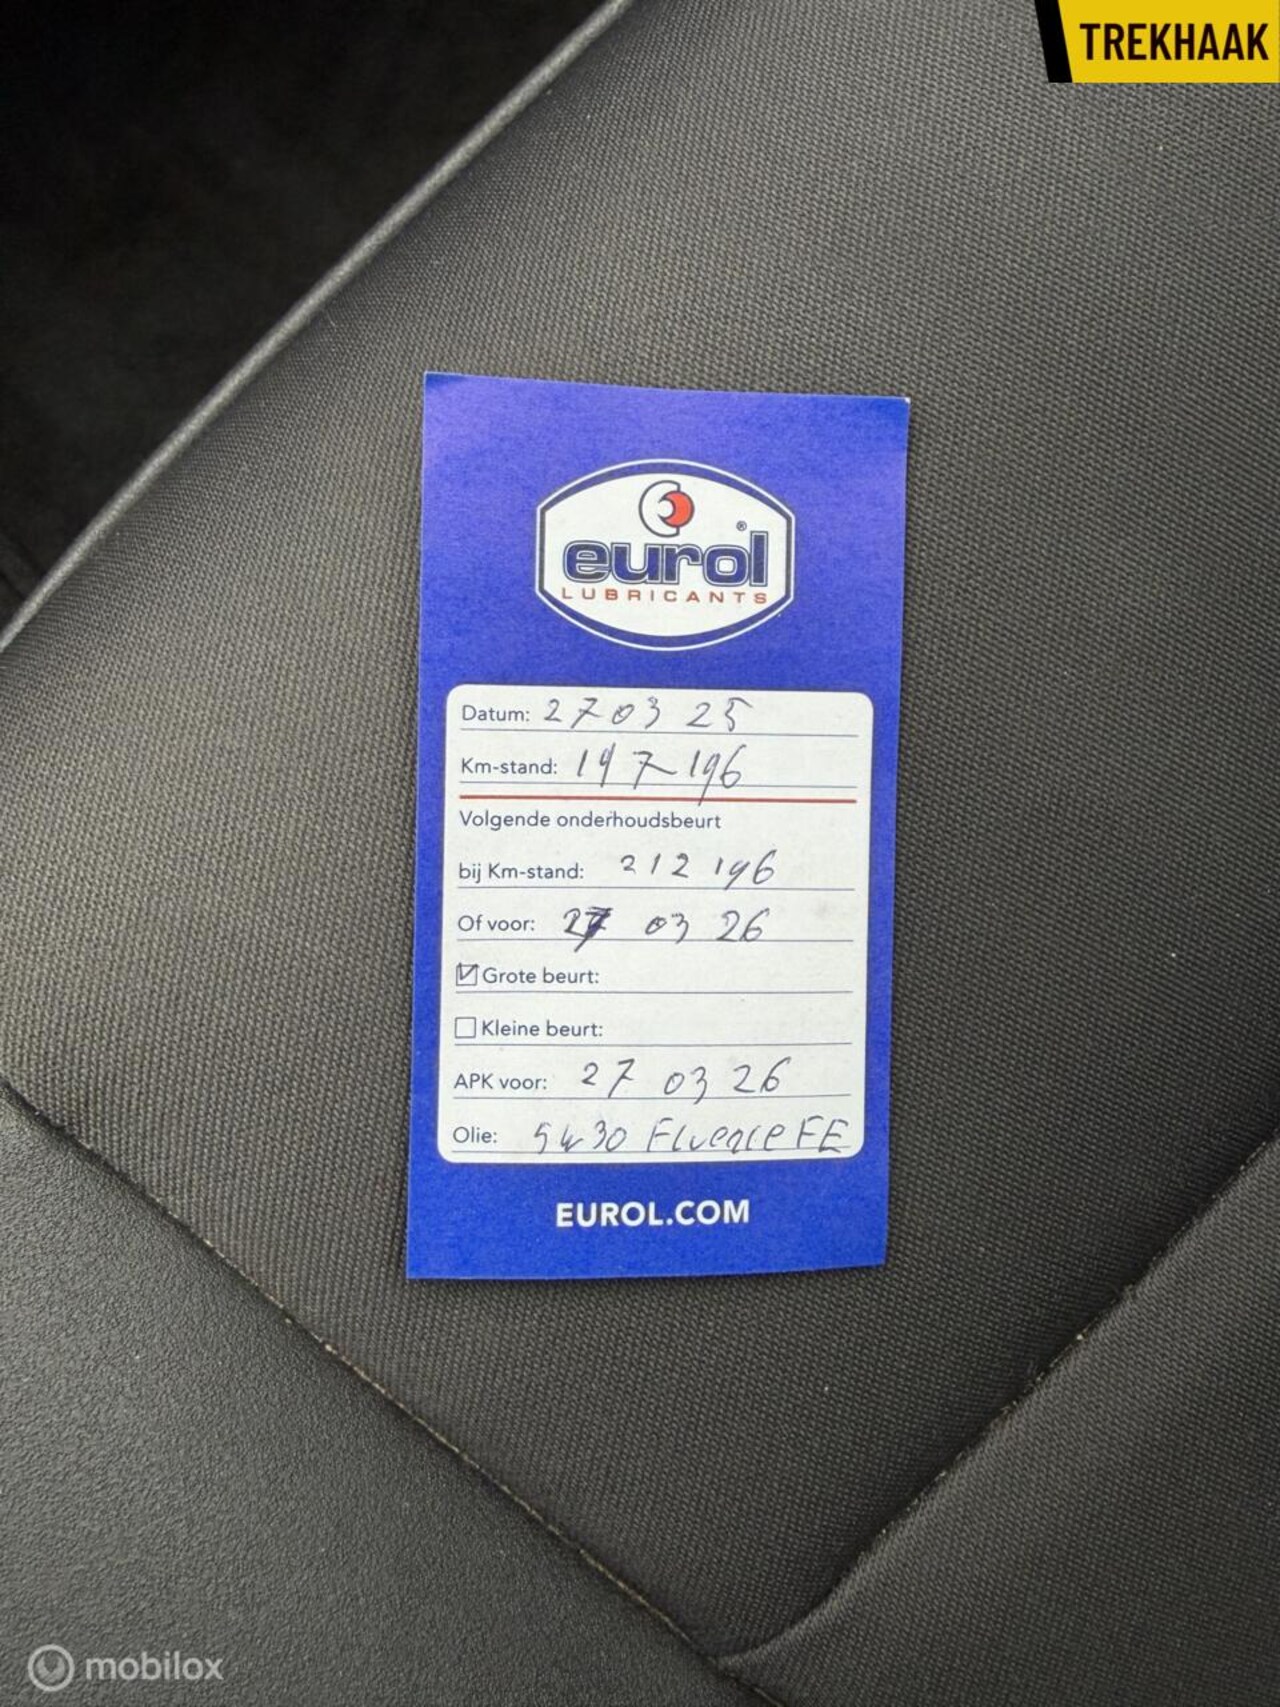 TREKHAAK
eurol®
LUBRICANTS
Datum: 27 03 25
Km-stand: 197 196
Volgende onderhoudsbeurt
bij Km-stand: 212 196
Of voor: 27 03 26
Grote beurt:
Kleine beurt:
APK voor: 27 03 26
Olie: 5w30 Fluence FE
EUROL.COM
mobilox